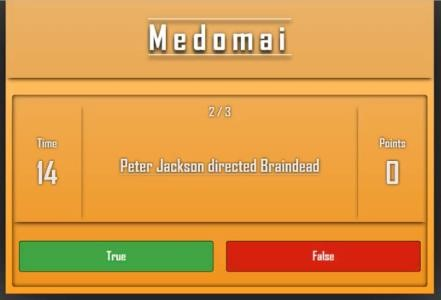 Medomai
2 / 3
Time
14
Peter Jackson directed Braindead
Points
0
True
False